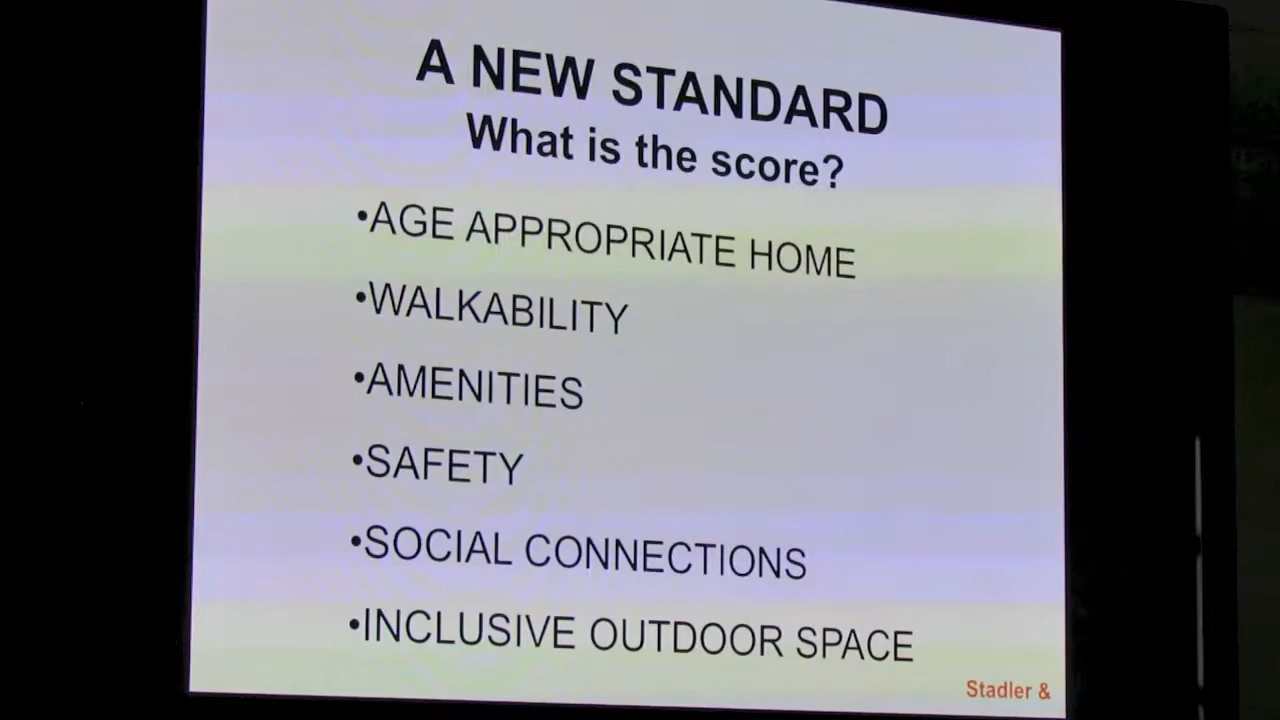 A NEW STANDARD
What is the score?
•AGE APPROPRIATE HOME
•WALKABILITY
•AMENITIES
•SAFETY
•SOCIAL CONNECTIONS
•INCLUSIVE OUTDOOR SPACE
Stadler &